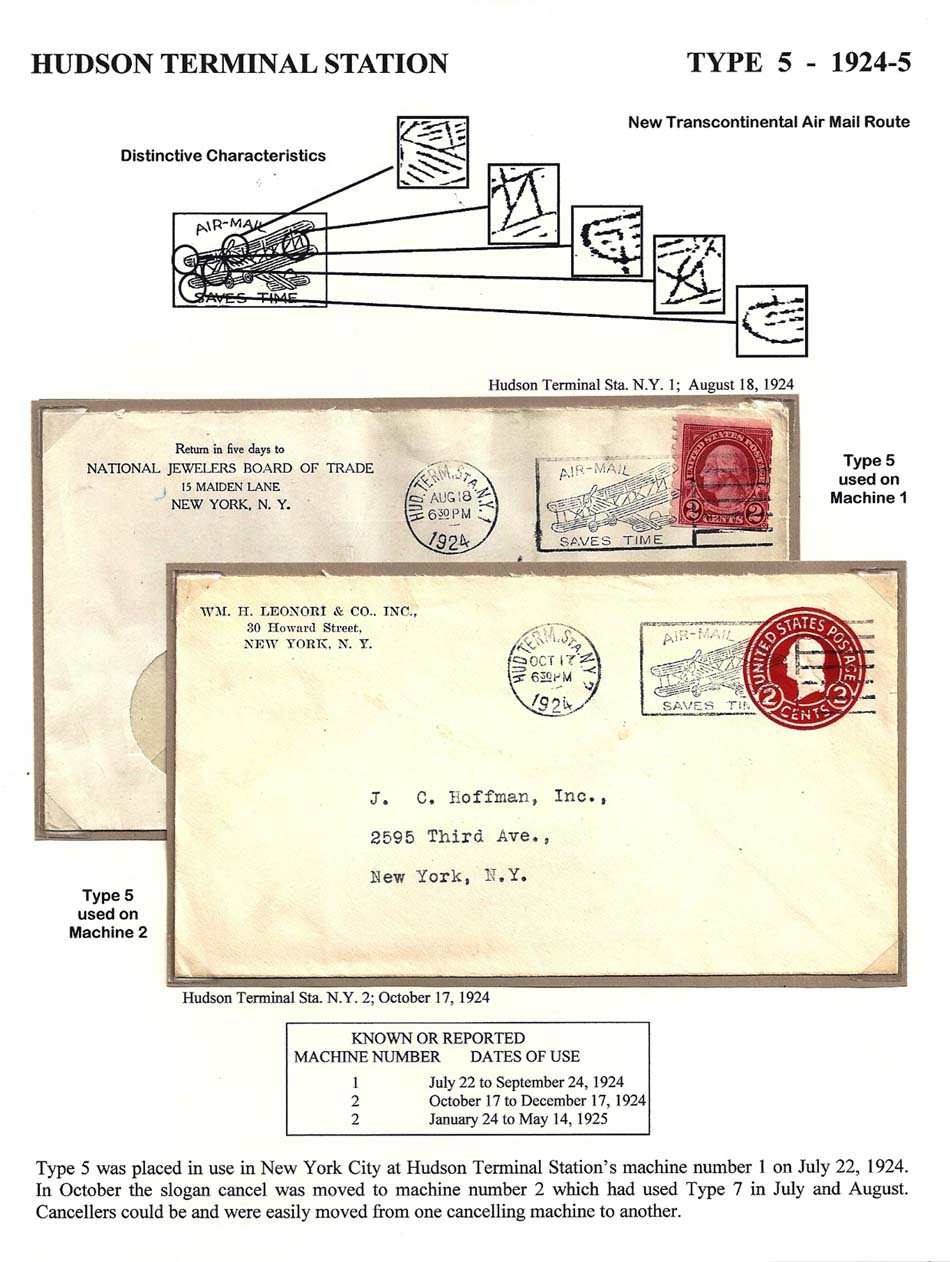 HUDSON TERMINAL STATION
TYPE 5 - 1924-5
New Transcontinental Air Mail Route
Distinctive Characteristics
AIR-MAIL
SAVES TIME
Hudson Terminal Sta. N.Y. 1; August 18, 1924
Return in five days to
NATIONAL JEWELERS BOARD OF TRADE
15 MAIDEN LANE
NEW YORK, N. Y.
HUD. TERM. STA. N.Y. 1
AUG 18
6 30 PM
1924
AIR-MAIL
SAVES TIME
UNITED STATES POSTAGE
2 CENTS 2
Type 5
used on
Machine 1
WM. H. LEONORI & CO., INC.,
30 Howard Street,
NEW YORK, N. Y.
HUD TERM. STA. N.Y. 2
OCT 17
6 30 PM
1924
AIR-MAIL
SAVES TIM
UNITED STATES POSTAGE
2 CENTS 2
J. C. Hoffman, Inc.,
2595 Third Ave.,
New York, N.Y.
Type 5
used on
Machine 2
Hudson Terminal Sta. N.Y. 2; October 17, 1924
KNOWN OR REPORTED
MACHINE NUMBER DATES OF USE
1 July 22 to September 24, 1924
2 October 17 to December 17, 1924
2 January 24 to May 14, 1925
Type 5 was placed in use in New York City at Hudson Terminal Station's machine number 1 on July 22, 1924.
In October the slogan cancel was moved to machine number 2 which had used Type 7 in July and August.
Cancellers could be and were easily moved from one cancelling machine to another.